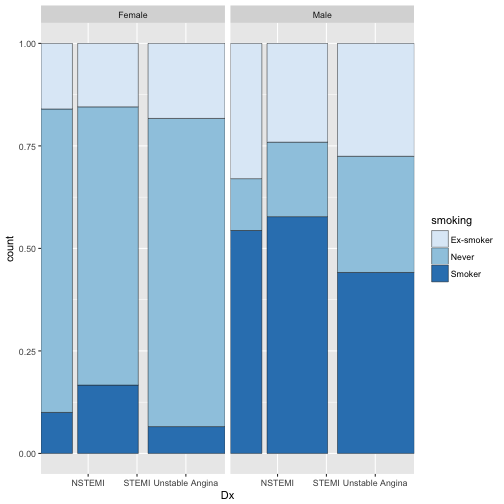 Female
Male
1.00
0.75
0.50
0.25
0.00
count
NSTEMI STEMI Unstable Angina
NSTEMI STEMI Unstable Angina
Dx
smoking
Ex-smoker
Never
Smoker